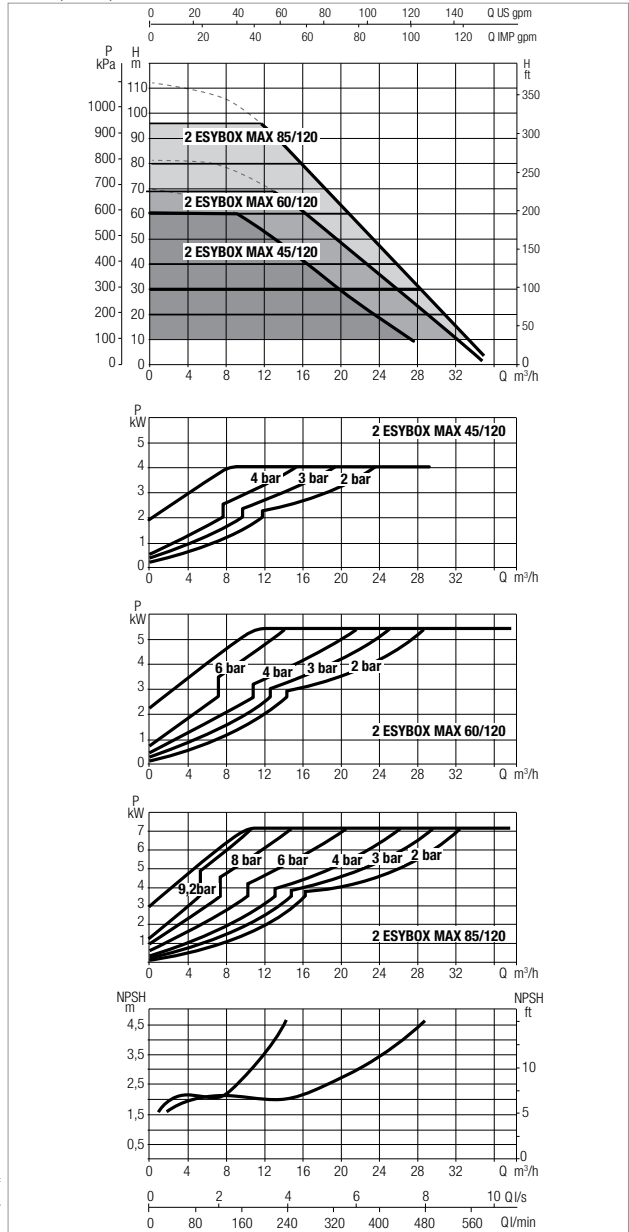 0 20 40 60 80 100 120 140 Q US gpm
0 20 40 60 80 100 120 Q IMP gpm
P kPa
H m
H ft
110
100
90
80
70
60
50
40
30
20
10
0
1000
900
800
700
600
500
400
300
200
100
0
350
300
250
200
150
100
50
0
2 ESYBOX MAX 85/120
2 ESYBOX MAX 60/120
2 ESYBOX MAX 45/120
0 4 8 12 16 20 24 28 32 Q m³/h
P kW
2 ESYBOX MAX 45/120
5
4
3
2
1
0
4 bar 3 bar 2 bar
0 4 8 12 16 20 24 28 32 Q m³/h
P kW
5
4
3
2
1
0
6 bar 4 bar 3 bar 2 bar
2 ESYBOX MAX 60/120
0 4 8 12 16 20 24 28 32 Q m³/h
P kW
7
6
5
4
3
2
1
9,2bar 8 bar 6 bar 4 bar 3 bar 2 bar
2 ESYBOX MAX 85/120
0 4 8 12 16 20 24 28 32 Q m³/h
NPSH m
NPSH ft
4,5
3,5
2,5
1,5
0,5
10
5
0
0 4 8 12 16 20 24 28 32 Q m³/h
0 2 4 6 8 10 Q l/s
0 80 160 240 320 400 480 560 Q l/min